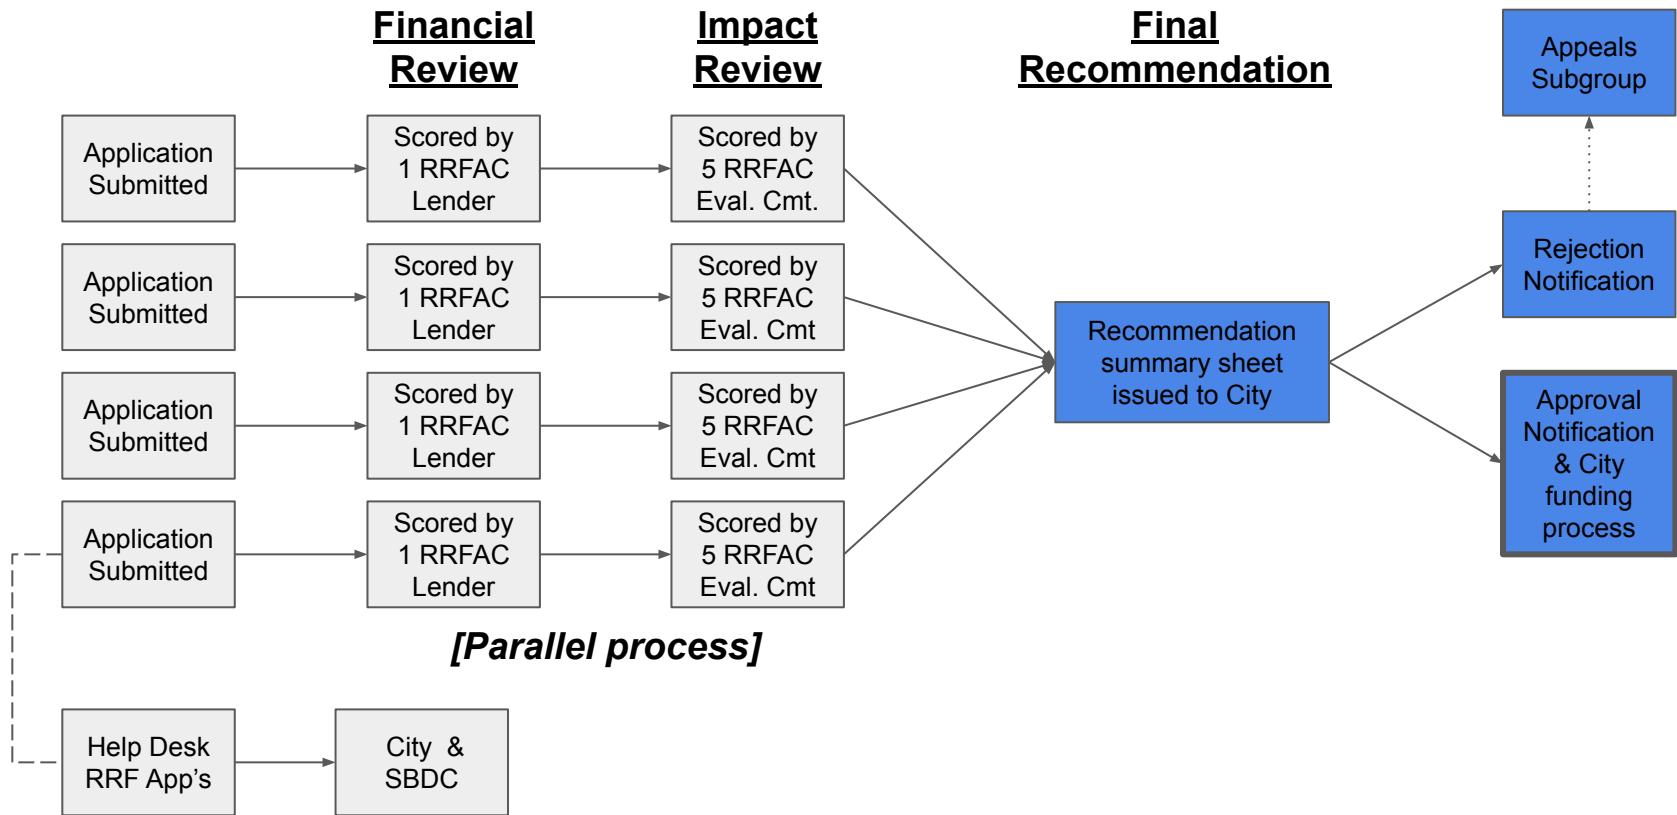 Financial
Review
Impact
Review
Final
Recommendation
Appeals
Subgroup
Application
Submitted
Scored by
1 RRFAC
Lender
Scored by
5 RRFAC
Eval. Cmt.
Application
Submitted
Scored by
1 RRFAC
Lender
Scored by
5 RRFAC
Eval. Cmt
Rejection
Notification
Recommendation
summary sheet
issued to City
Application
Submitted
Scored by
1 RRFAC
Lender
Scored by
5 RRFAC
Eval. Cmt
Approval
Notification
& City
funding
process
Application
Submitted
Scored by
1 RRFAC
Lender
Scored by
5 RRFAC
Eval. Cmt
[Parallel process]
Help Desk
RRF App's
City &
SBDC